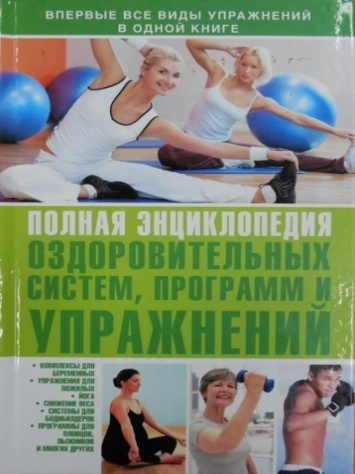 ВПЕРВЫЕ ВСЕ ВИДЫ УПРАЖНЕНИЙ
В ОДНОЙ КНИГЕ
ПОЛНАЯ ЭНЦИКЛОПЕДИЯ
ОЗДОРОВИТЕЛЬНЫХ
СИСТЕМ, ПРОГРАММ И
УПРАЖНЕНИЙ
• КОМПЛЕКСЫ ДЛЯ
БЕРЕМЕННЫХ
• УПРАЖНЕНИЯ ДЛЯ
ПОЖИЛЫХ
• ЙОГА
• СНИЖЕНИЕ ВЕСА
• СИСТЕМЫ ДЛЯ
БОДИБИЛДЕРОВ
• ПРОГРАММЫ ДЛЯ
ПЛОВЦОВ,
ЛЫЖНИКОВ
И МНОГИХ ДРУГИХ